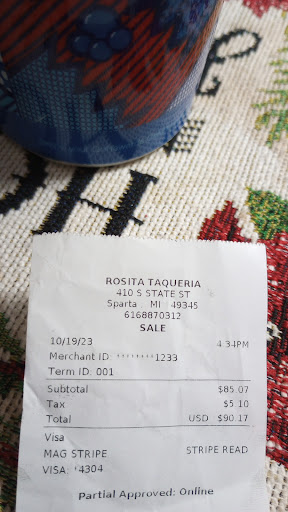 ROSITA TAQUERIA
410 S STATE ST
Sparta MI 49345
6168870312
SALE
10/19/23 4:34PM
Merchant ID: ********1233
Term ID: 001
Subtotal $85.07
Tax $5.10
Total USD $90.17
Visa
MAG STRIPE STRIPE READ
VISA: *4304
Partial Approved: Online